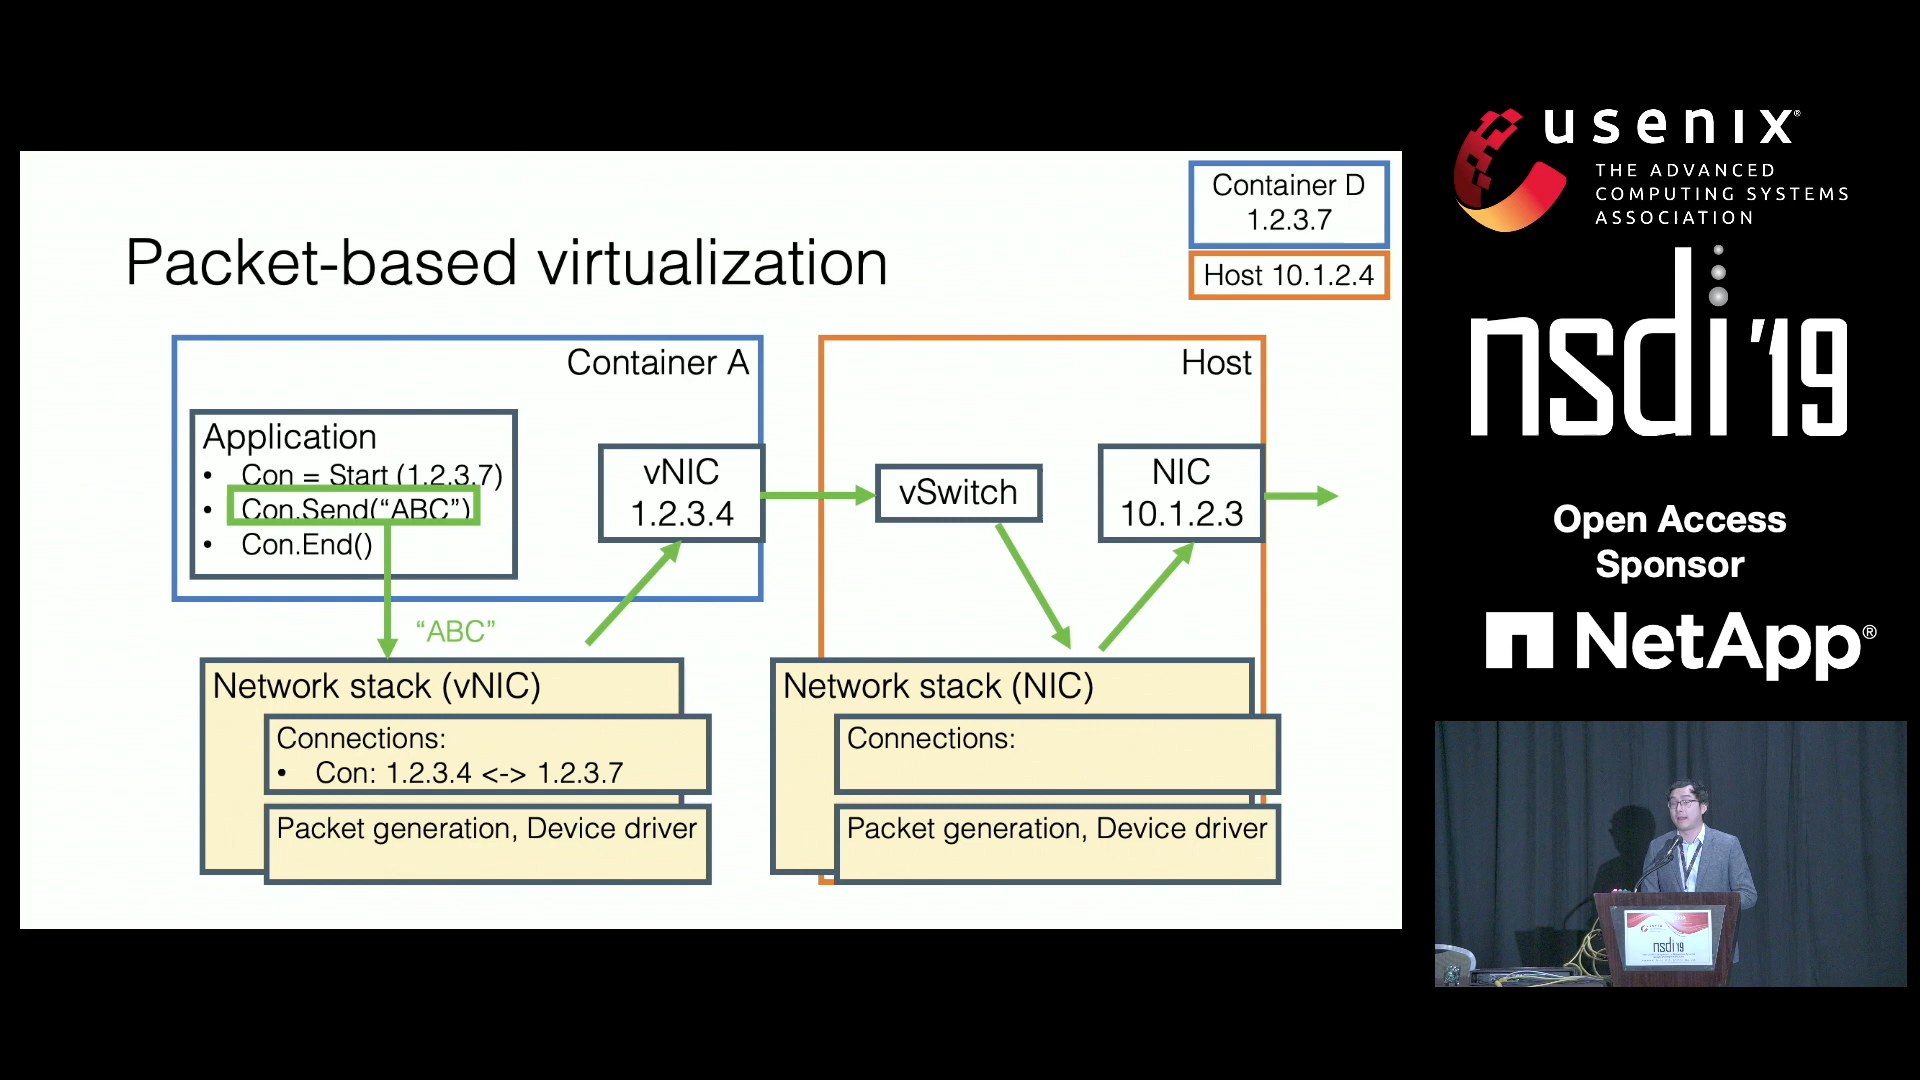 Packet-based virtualization
Container D
1.2.3.7
Host 10.1.2.4
Container A
Application
• Con = Start (1.2.3.7)
• Con.Send(“ABC”)
• Con.End()
vNIC
1.2.3.4
“ABC”
Network stack (vNIC)
Connections:
• Con: 1.2.3.4 <-> 1.2.3.7
Packet generation, Device driver
Host
vSwitch
NIC
10.1.2.3
Network stack (NIC)
Connections:
Packet generation, Device driver
usenix®
THE ADVANCED
COMPUTING SYSTEMS
ASSOCIATION
nsdi '19
Open Access
Sponsor
NetApp®
nsdi '19